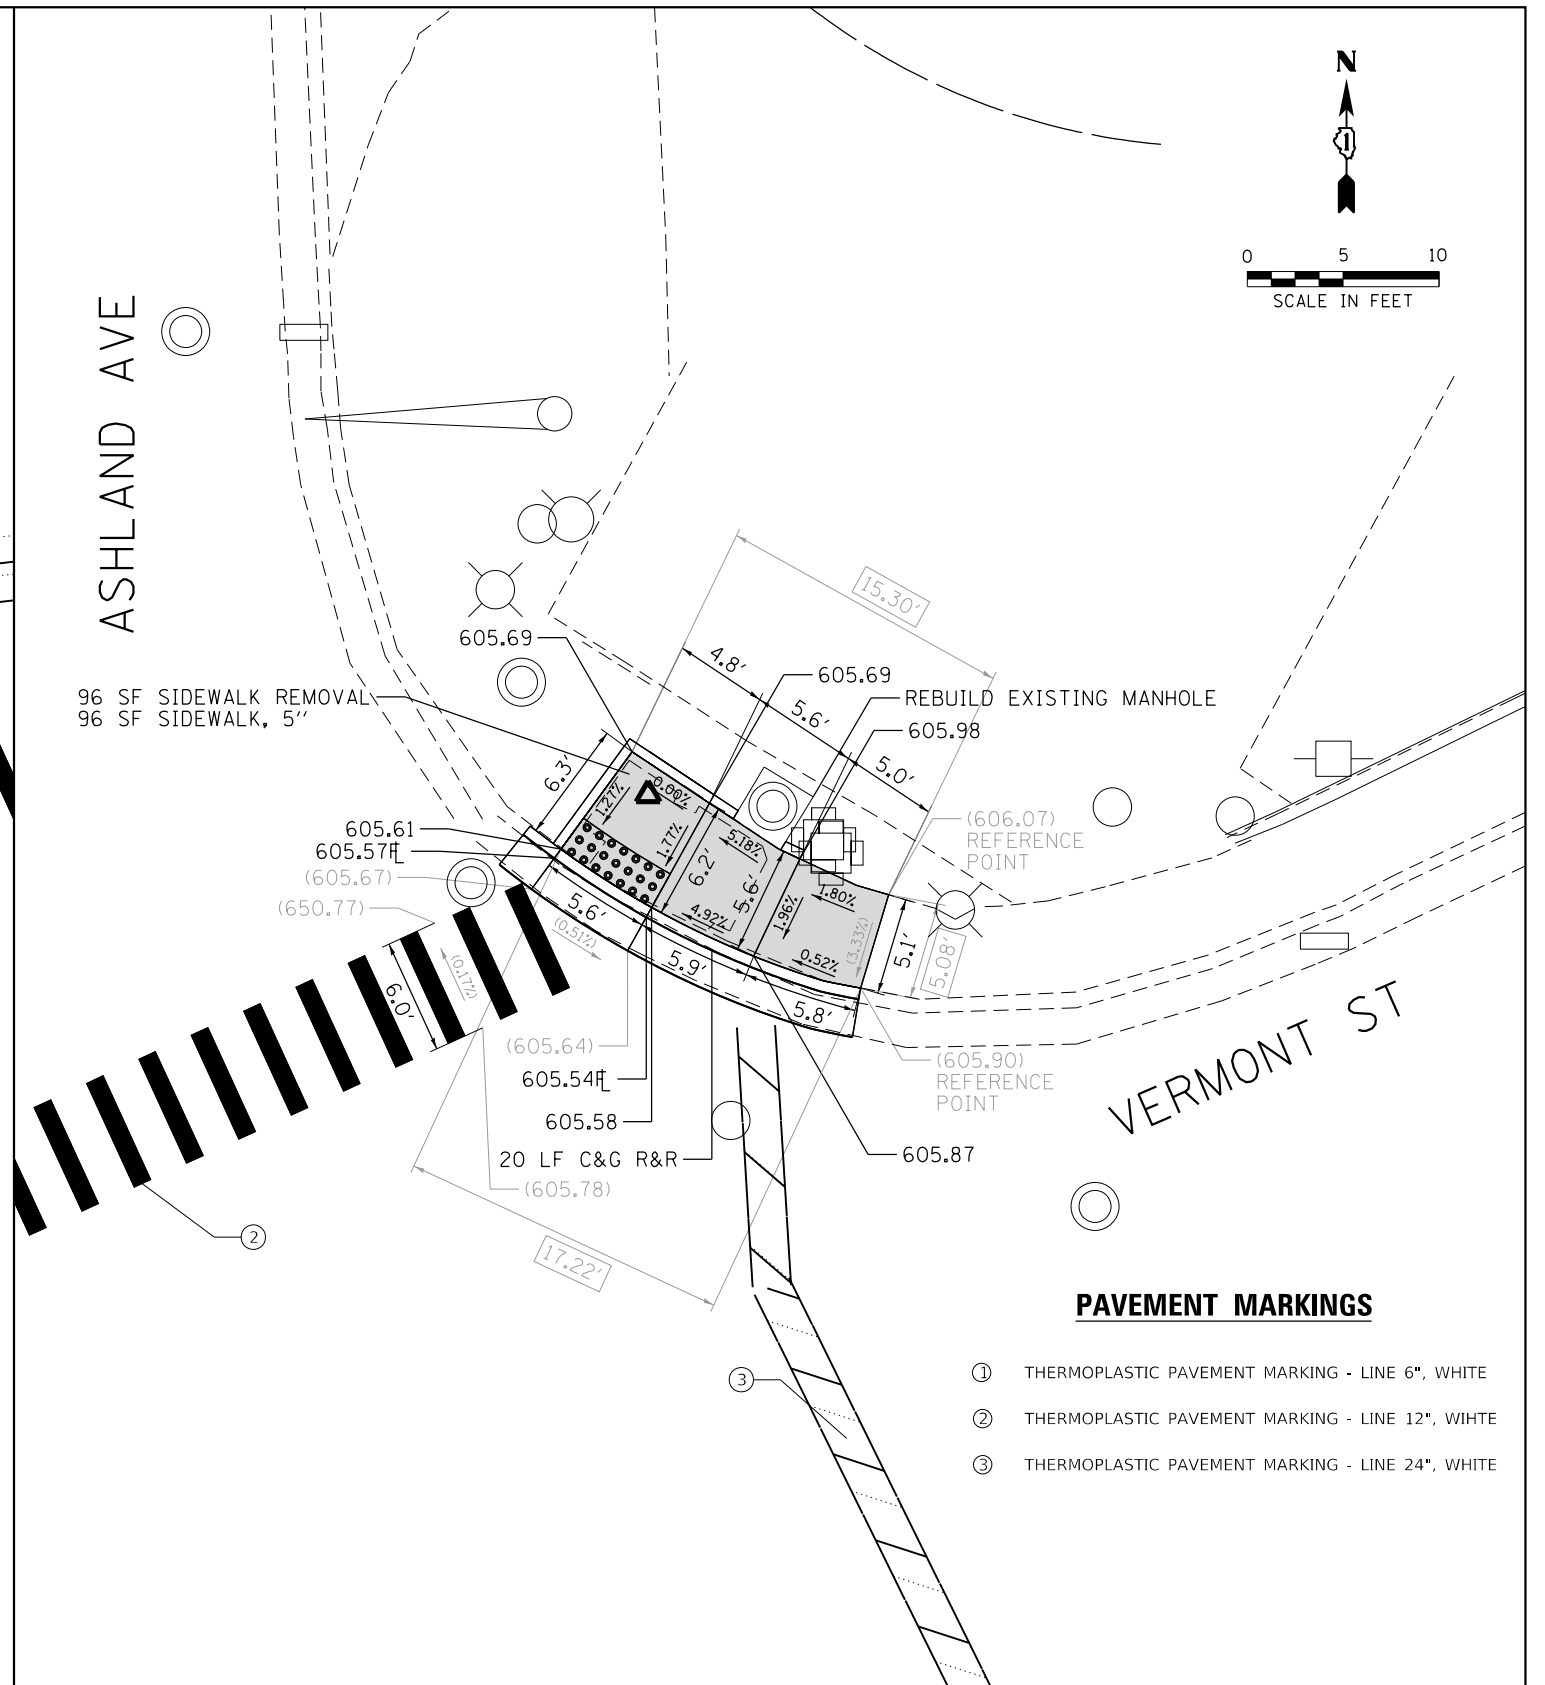 N
1
0 5 10
SCALE IN FEET
ASHLAND AVE
15.30'
605.69
4.8'
605.69
96 SF SIDEWALK REMOVAL
96 SF SIDEWALK, 5''
REBUILD EXISTING MANHOLE
5.6'
605.98
5.0'
6.3'
0.00%
1.27%
(606.07)
REFERENCE
POINT
605.61
605.57
1.77%
5.18%
6.2'
5.6'
(605.67)
(650.77)
1.80%
4.92%
1.96%
5.6'
(0.51%)
(3.33%)
5.1'
5.08'
0.52%
5.9'
(0.17%)
6.0'
5.8'
(605.64)
605.54
(605.90)
REFERENCE
POINT
VERMONT ST
605.58
605.87
20 LF C&G R&R
(605.78)
2
17.22'
PAVEMENT MARKINGS
3
1 THERMOPLASTIC PAVEMENT MARKING - LINE 6", WHITE
2 THERMOPLASTIC PAVEMENT MARKING - LINE 12", WIHTE
3 THERMOPLASTIC PAVEMENT MARKING - LINE 24", WHITE